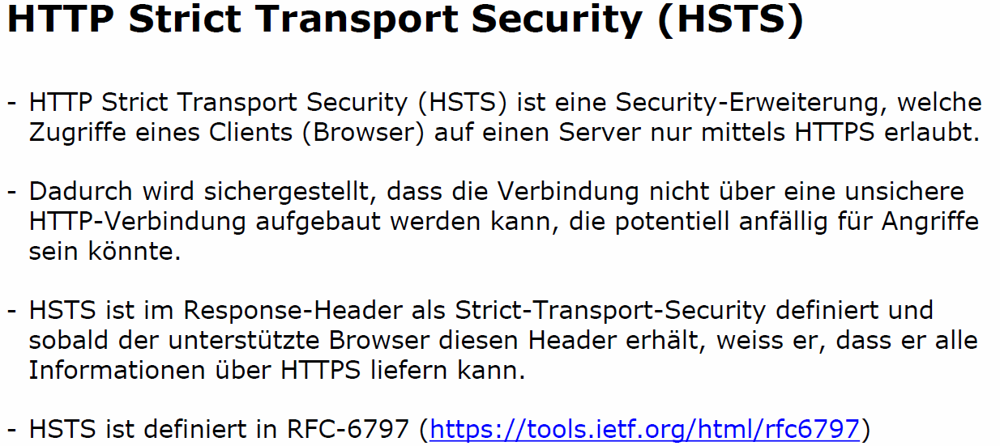 HTTP Strict Transport Security (HSTS)
- HTTP Strict Transport Security (HSTS) ist eine Security-Erweiterung, welche
Zugriffe eines Clients (Browser) auf einen Server nur mittels HTTPS erlaubt.
- Dadurch wird sichergestellt, dass die Verbindung nicht über eine unsichere
HTTP-Verbindung aufgebaut werden kann, die potentiell anfällig für Angriffe
sein könnte.
- HSTS ist im Response-Header als Strict-Transport-Security definiert und
sobald der unterstützte Browser diesen Header erhält, weiss er, dass er alle
Informationen über HTTPS liefern kann.
- HSTS ist definiert in RFC-6797 (https://tools.ietf.org/html/rfc6797)